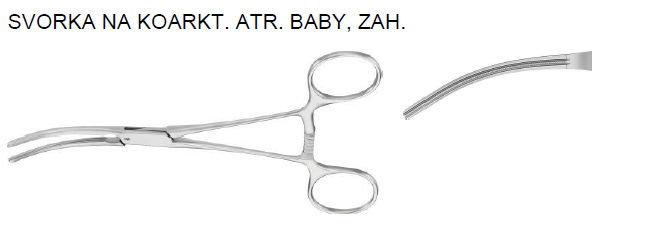 SVORKA NA KOARKT. ATR. BABY, ZAH.